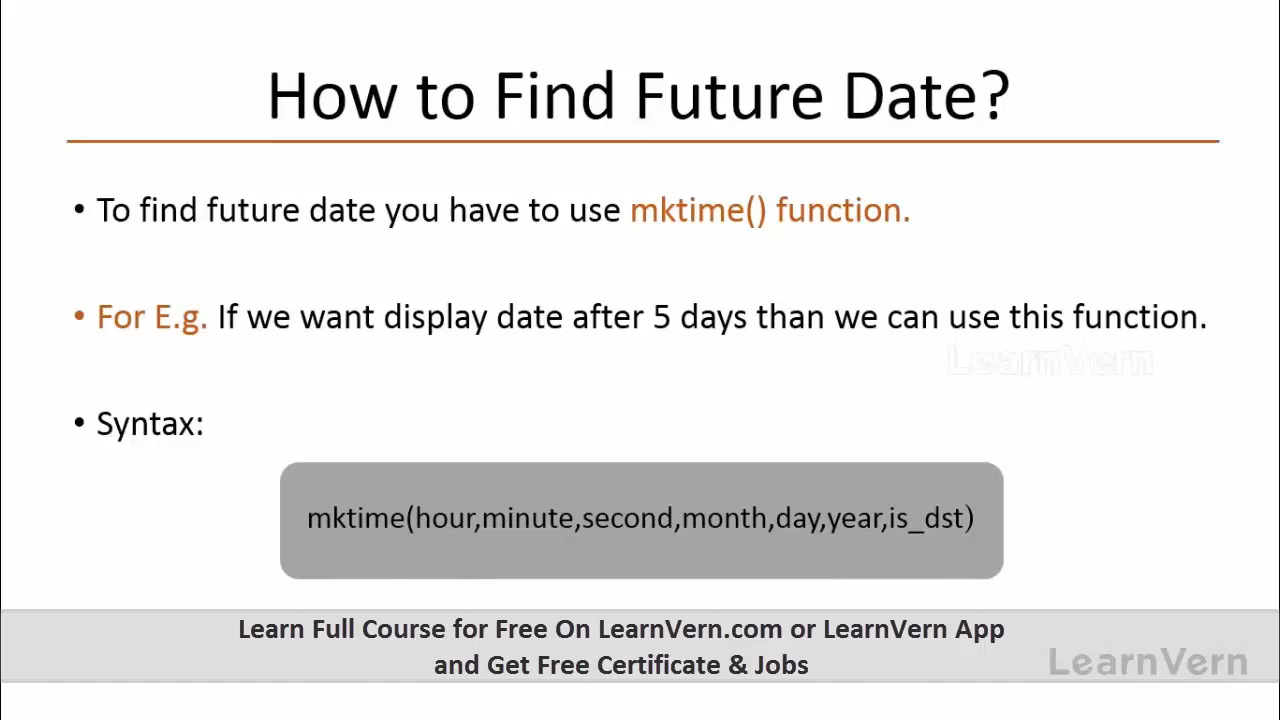 How to Find Future Date?
• To find future date you have to use mktime() function.
• For E.g. If we want display date after 5 days than we can use this function.
LearnVern
• Syntax:
mktime(hour,minute,second,month,day,year,is_dst)
Learn Full Course for Free On LearnVern.com or LearnVern App
and Get Free Certificate & Jobs
LearnVern